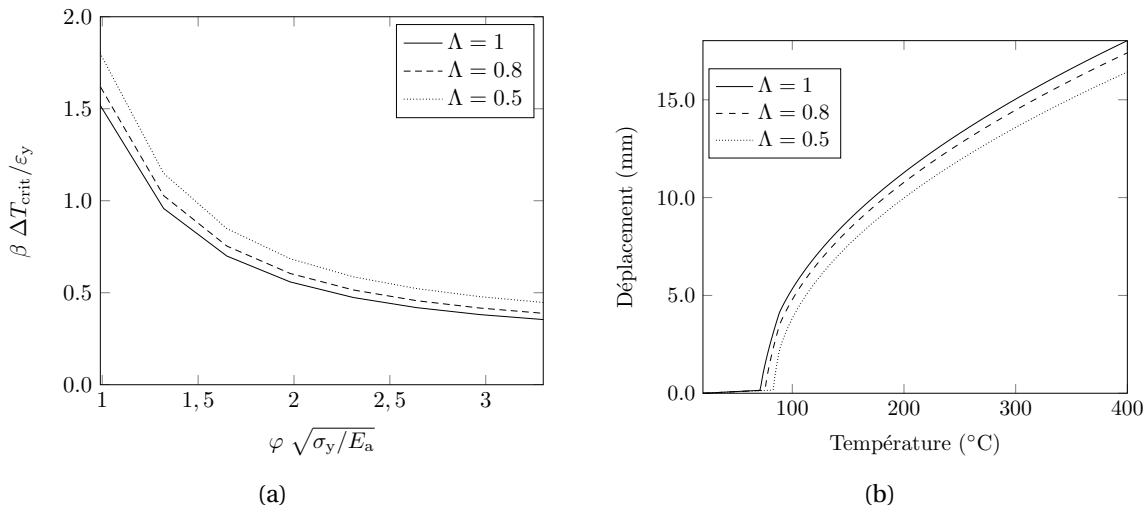 2.0
1.5
1.0
0.5
0.0
β ΔT_crit/ε_y
Λ = 1
Λ = 0.8
Λ = 0.5
1
1,5
2
2,5
3
φ √σ_y/E_a
(a)
15.0
10.0
5.0
0.0
Déplacement (mm)
Λ = 1
Λ = 0.8
Λ = 0.5
100
200
300
400
Température (°C)
(b)